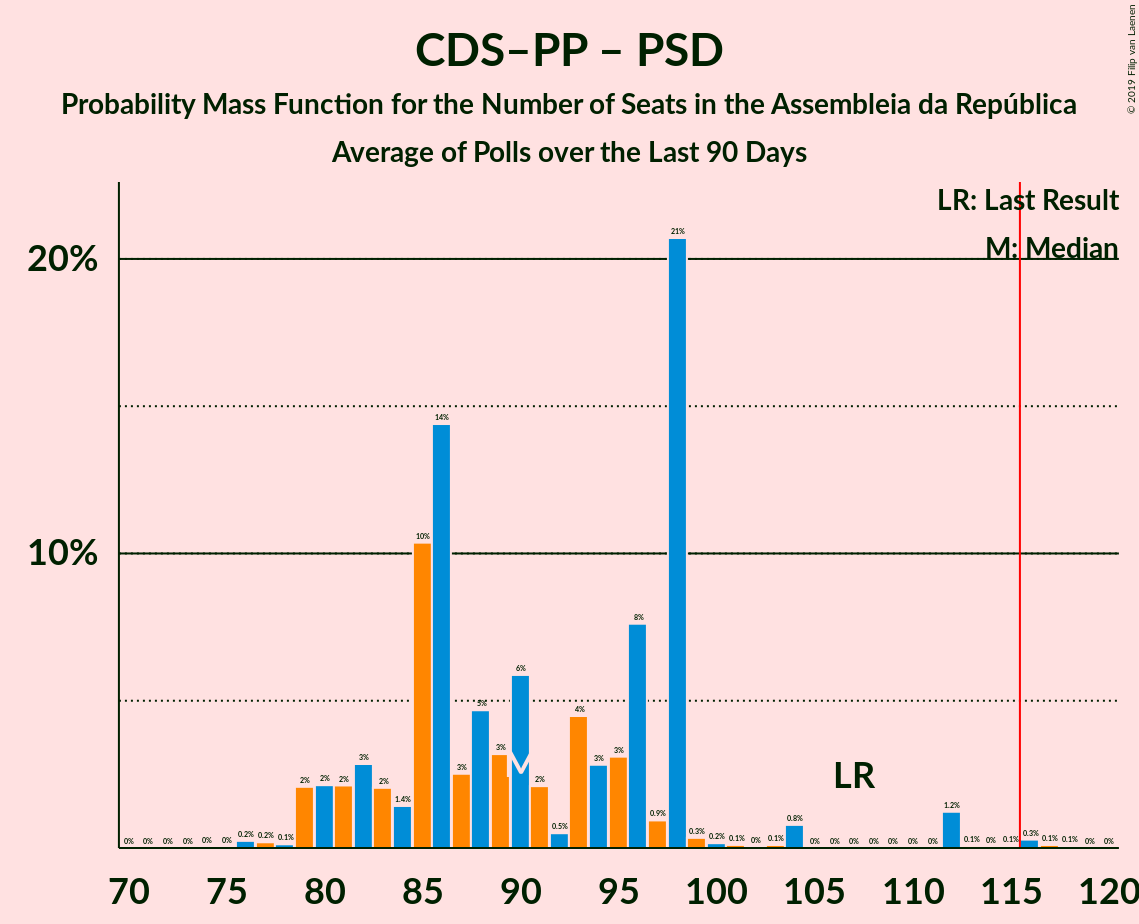 CDS–PP – PSD
Probability Mass Function for the Number of Seats in the Assembleia da República
Average of Polls over the Last 90 Days
© 2019 Filip van Laenen
LR: Last Result
M: Median
20%
10%
0% 0% 0% 0% 0% 0% 0.2% 0.2% 0.1% 2% 2% 2% 3% 2% 1.4% 10% 14% 3% 5% 3% 6% 2% 0.5% 4% 3% 3% 8% 0.9% 21% 0.3% 0.2% 0.1% 0% 0.1% 0.8% 0% 0% 0% 0% 0% 0% 0% 1.2% 0.1% 0% 0.1% 0.3% 0.1% 0.1% 0% 0%
M
LR
70 75 80 85 90 95 100 105 110 115 120